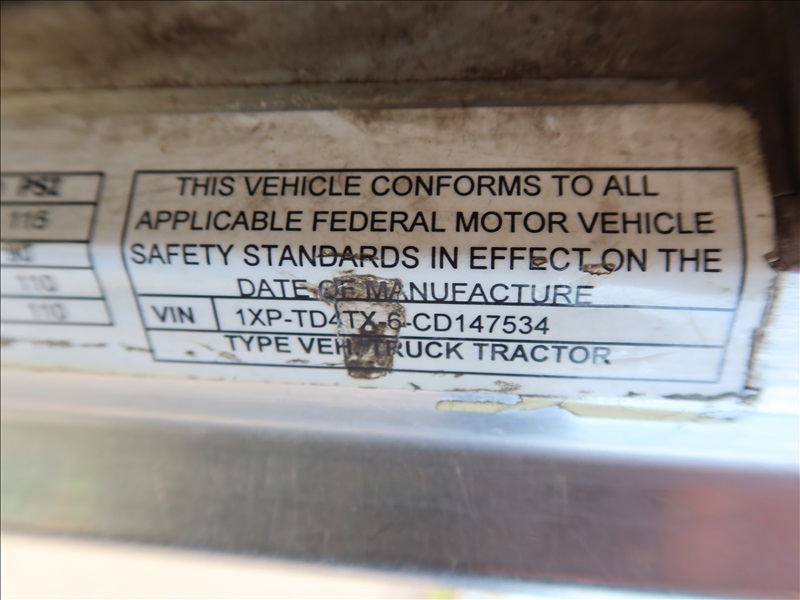 PSI
115
90
110
110
THIS VEHICLE CONFORMS TO ALL
APPLICABLE FEDERAL MOTOR VEHICLE
SAFETY STANDARDS IN EFFECT ON THE
DATE OF MANUFACTURE
VIN 1XP-TD4TX-6-CD147534
TYPE VEH. TRUCK TRACTOR